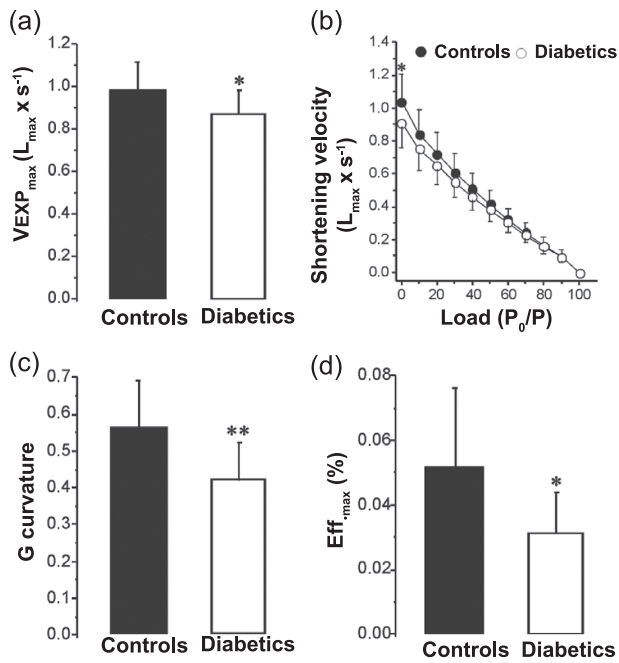 (a)
VEXPmax (Lmax x s-1)
1.2
1.0
0.8
0.6
0.4
0.2
0.0
*
Controls Diabetics
(b)
Controls Diabetics
Shortening velocity
(Lmax x s-1)
1.4
1.2
1.0
0.8
0.6
0.4
0.2
0.0
*
0 20 40 60 80 100
Load (P0/P)
(c)
G curvature
0.7
0.6
0.5
0.4
0.3
0.2
0.1
0.0
**
Controls Diabetics
(d)
Eff.max (%)
0.08
0.06
0.04
0.02
0.00
*
Controls Diabetics